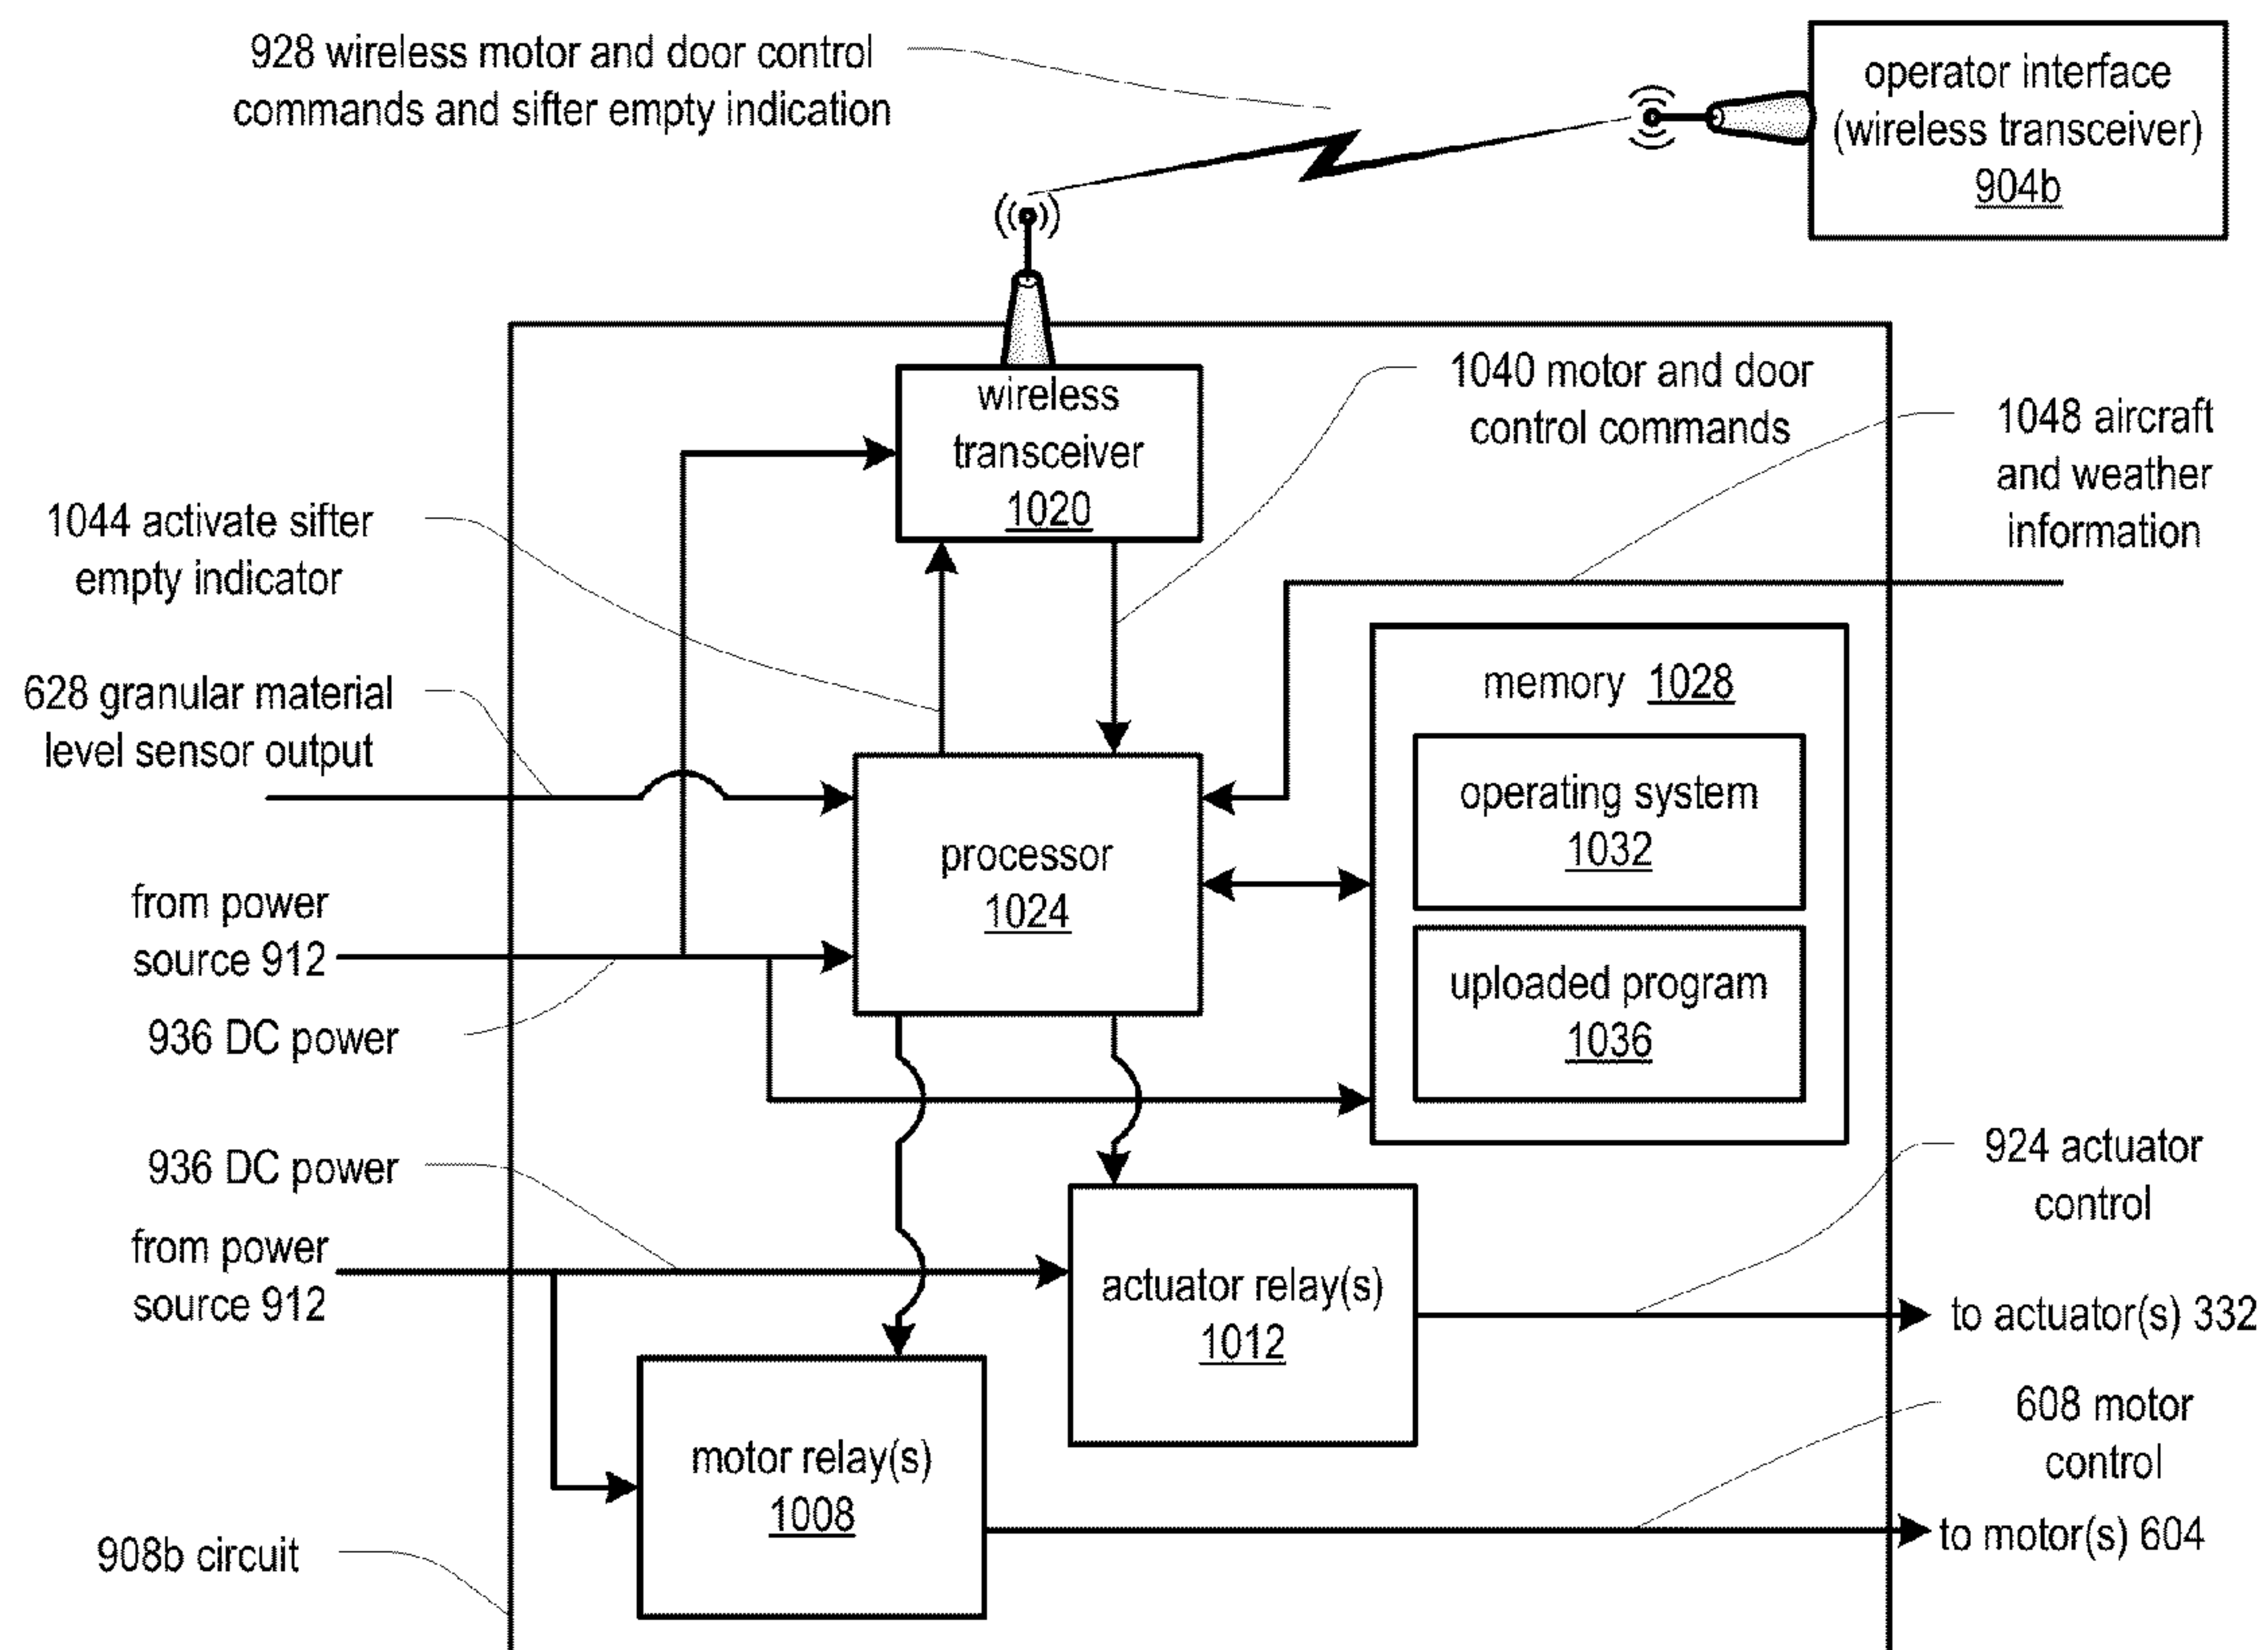 928 wireless motor and door control
commands and sifter empty indication
operator interface
(wireless transceiver)
904b
wireless
transceiver
1020
1040 motor and door
control commands
1048 aircraft
and weather
information
1044 activate sifter
empty indicator
628 granular material
level sensor output
memory 1028
operating system
1032
uploaded program
1036
processor
1024
from power
source 912
936 DC power
936 DC power
from power
source 912
924 actuator
control
actuator relay(s)
1012
to actuator(s) 332
608 motor
control
motor relay(s)
1008
to motor(s) 604
908b circuit